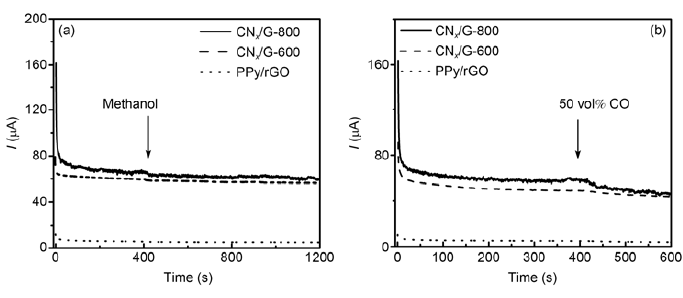 (a)
CNx/G-800
CNx/G-600
PPy/rGO
Methanol
I (μA)
200
160
120
80
40
0
0 400 800 1200
Time (s)
(b)
CNx/G-800
CNx/G-600
PPy/rGO
50 vol% CO
I (μA)
160
80
0
0 100 200 300 400 500 600
Time (s)